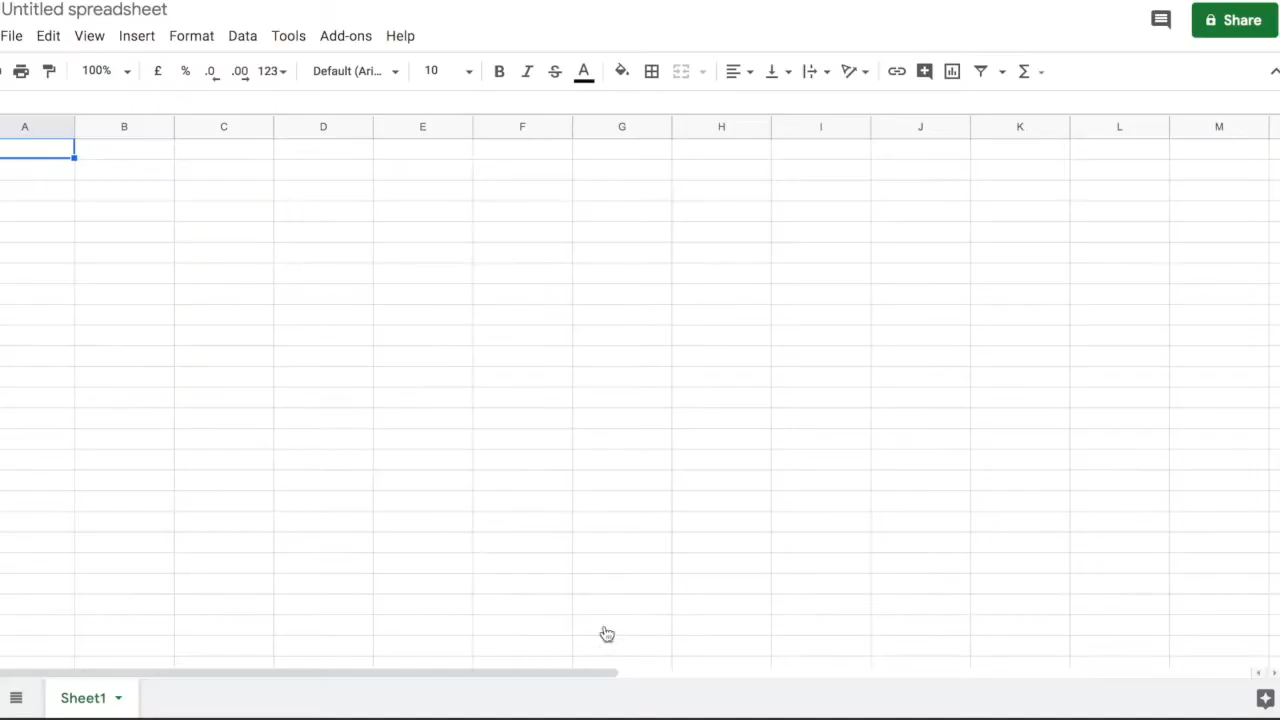 Untitled spreadsheet
Share
File Edit View Insert Format Data Tools Add-ons Help
100% £ % .0 .00 123 Default (Ari... 10 B I S A Σ
A B C D E F G H I J K L M
Sheet1